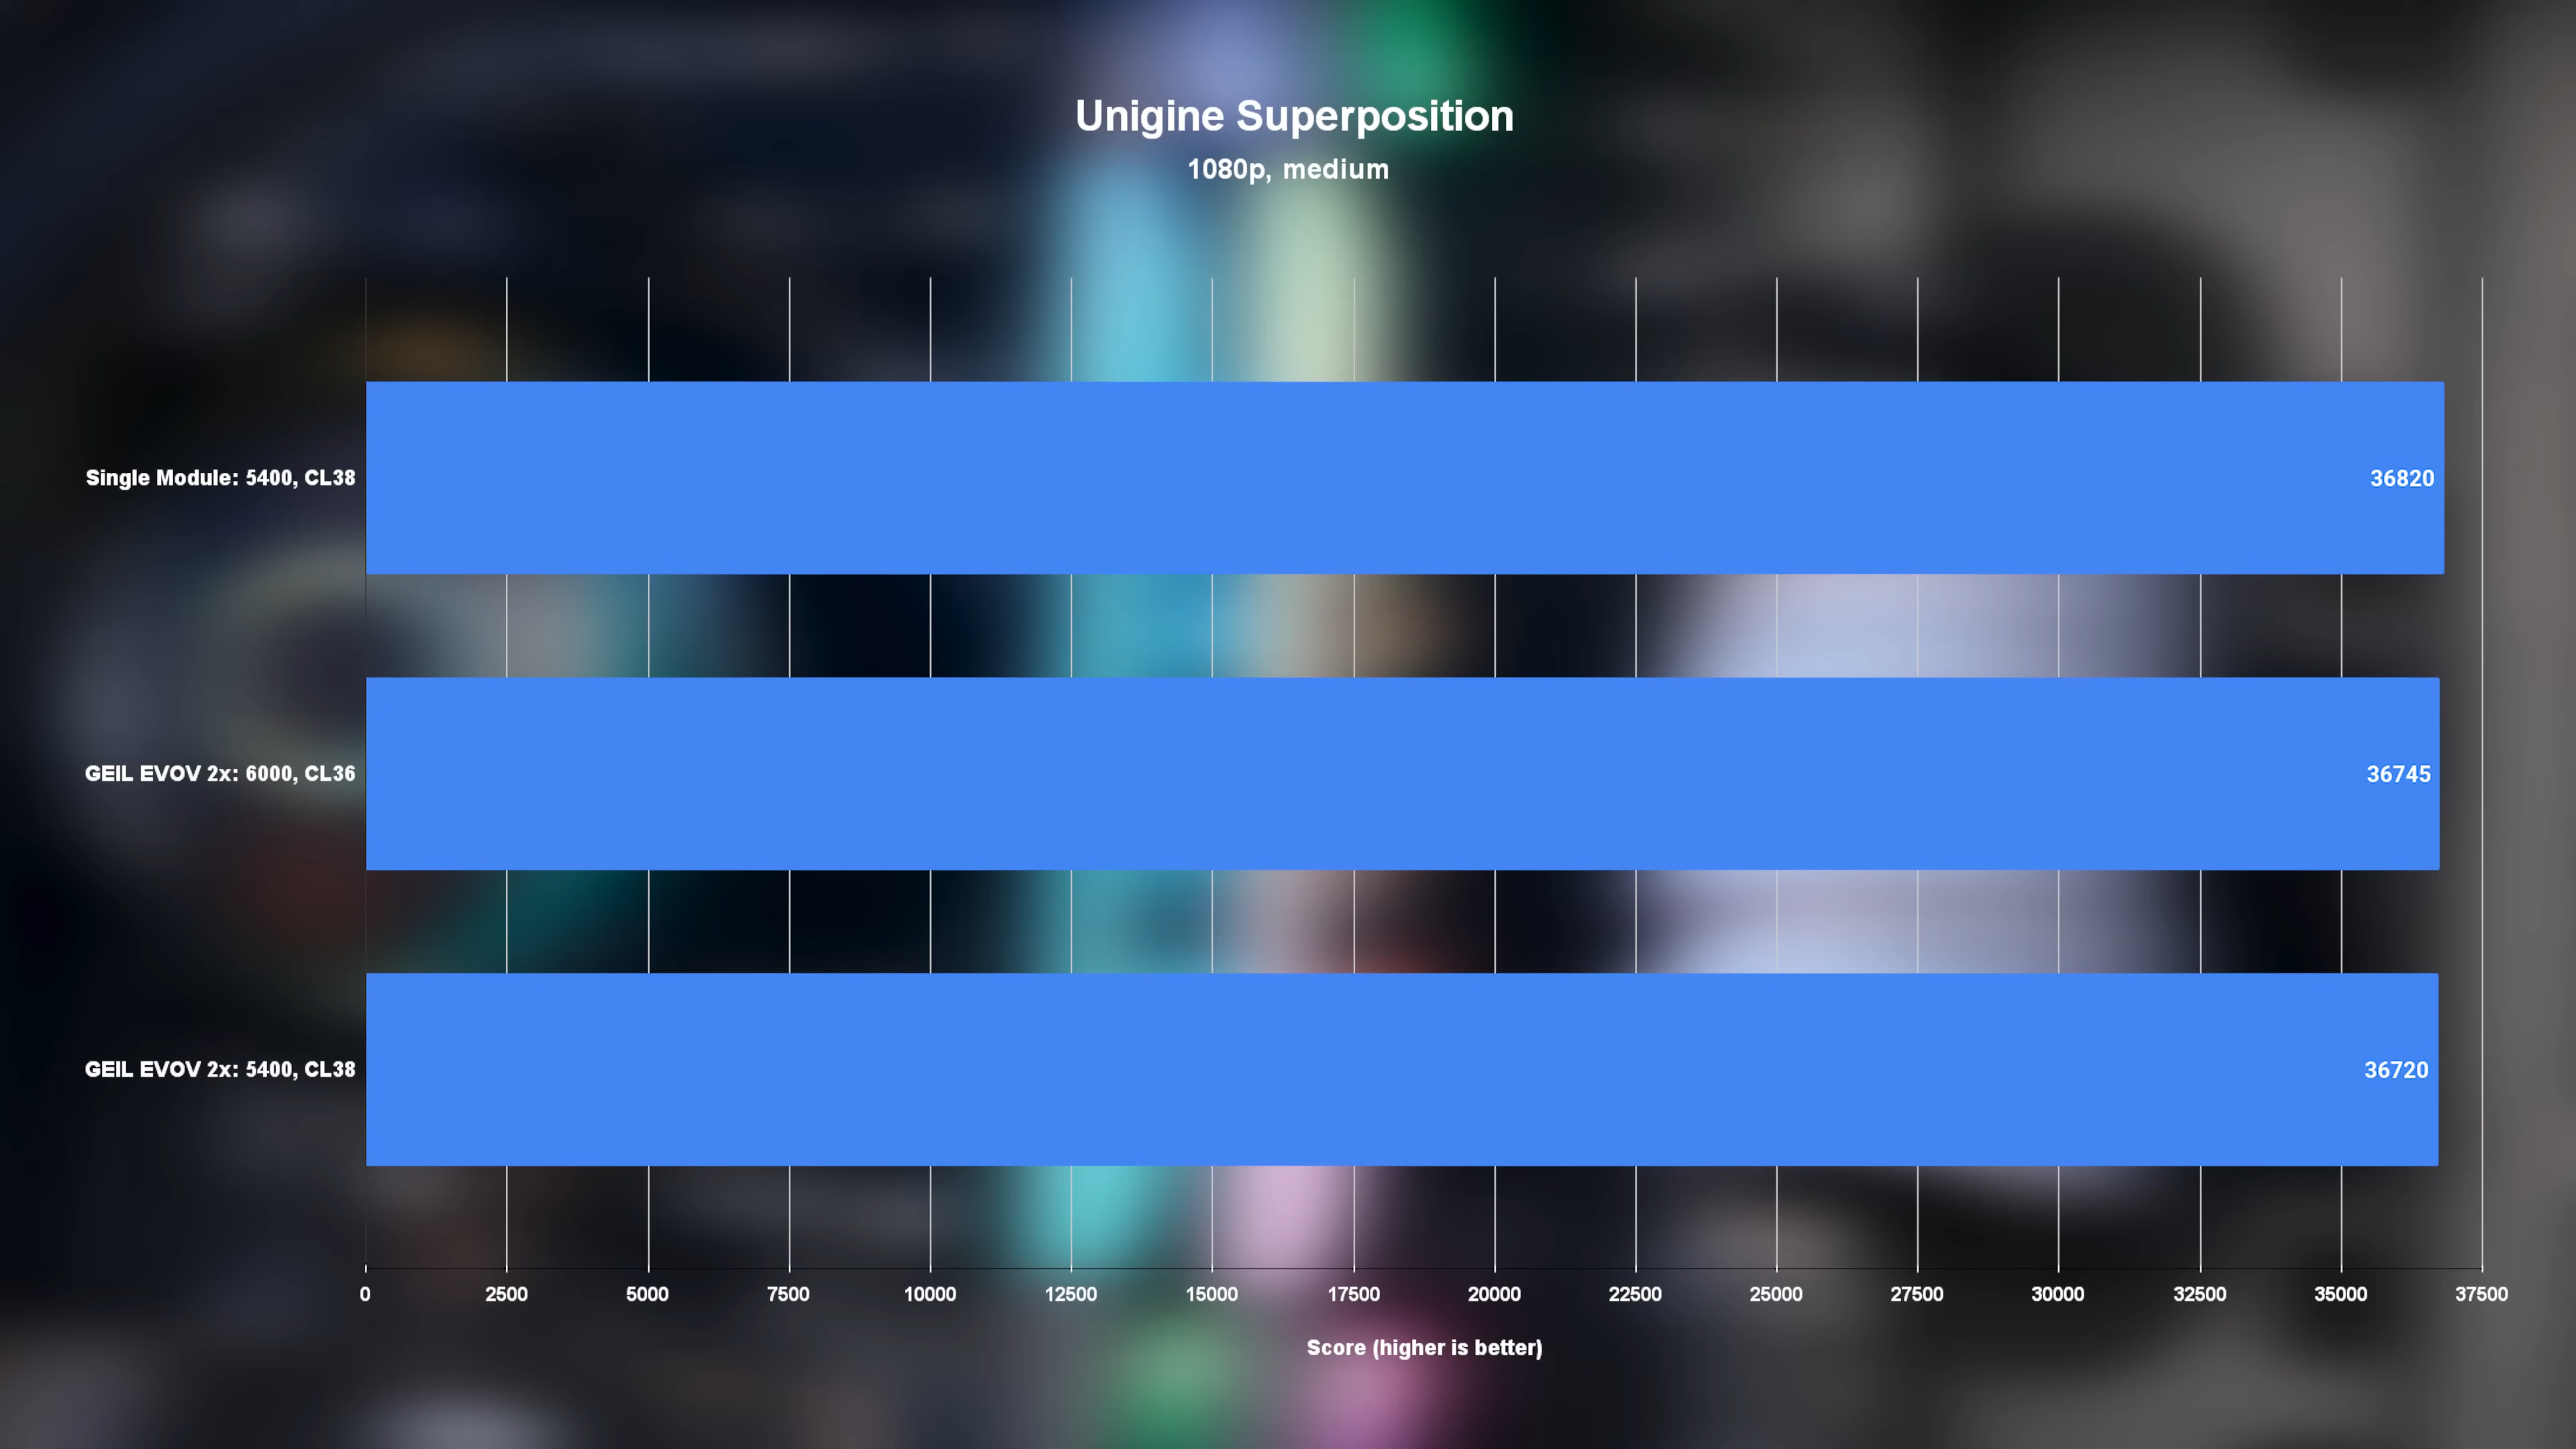 Unigine Superposition
1080p, medium
Single Module: 5400, CL38
36820
GEIL EVOV 2x: 6000, CL36
36745
GEIL EVOV 2x: 5400, CL38
36720
0 2500 5000 7500 10000 12500 15000 17500 20000 22500 25000 27500 30000 32500 35000 37500
Score (higher is better)